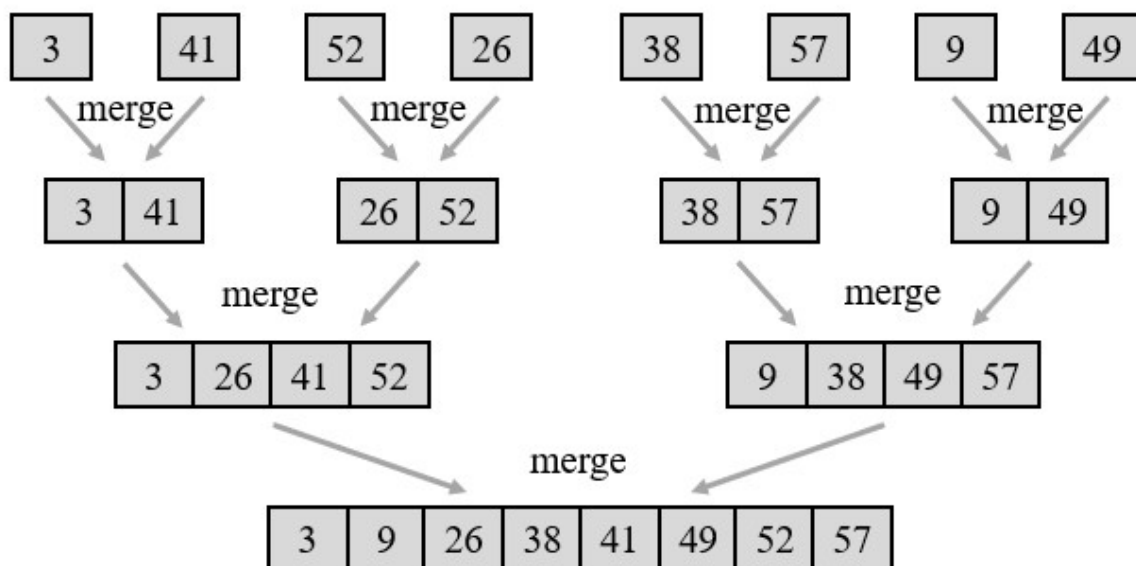 3 41 52 26 38 57 9 49
merge merge merge merge
3 41 26 52 38 57 9 49
merge merge
3 26 41 52 9 38 49 57
merge
3 9 26 38 41 49 52 57